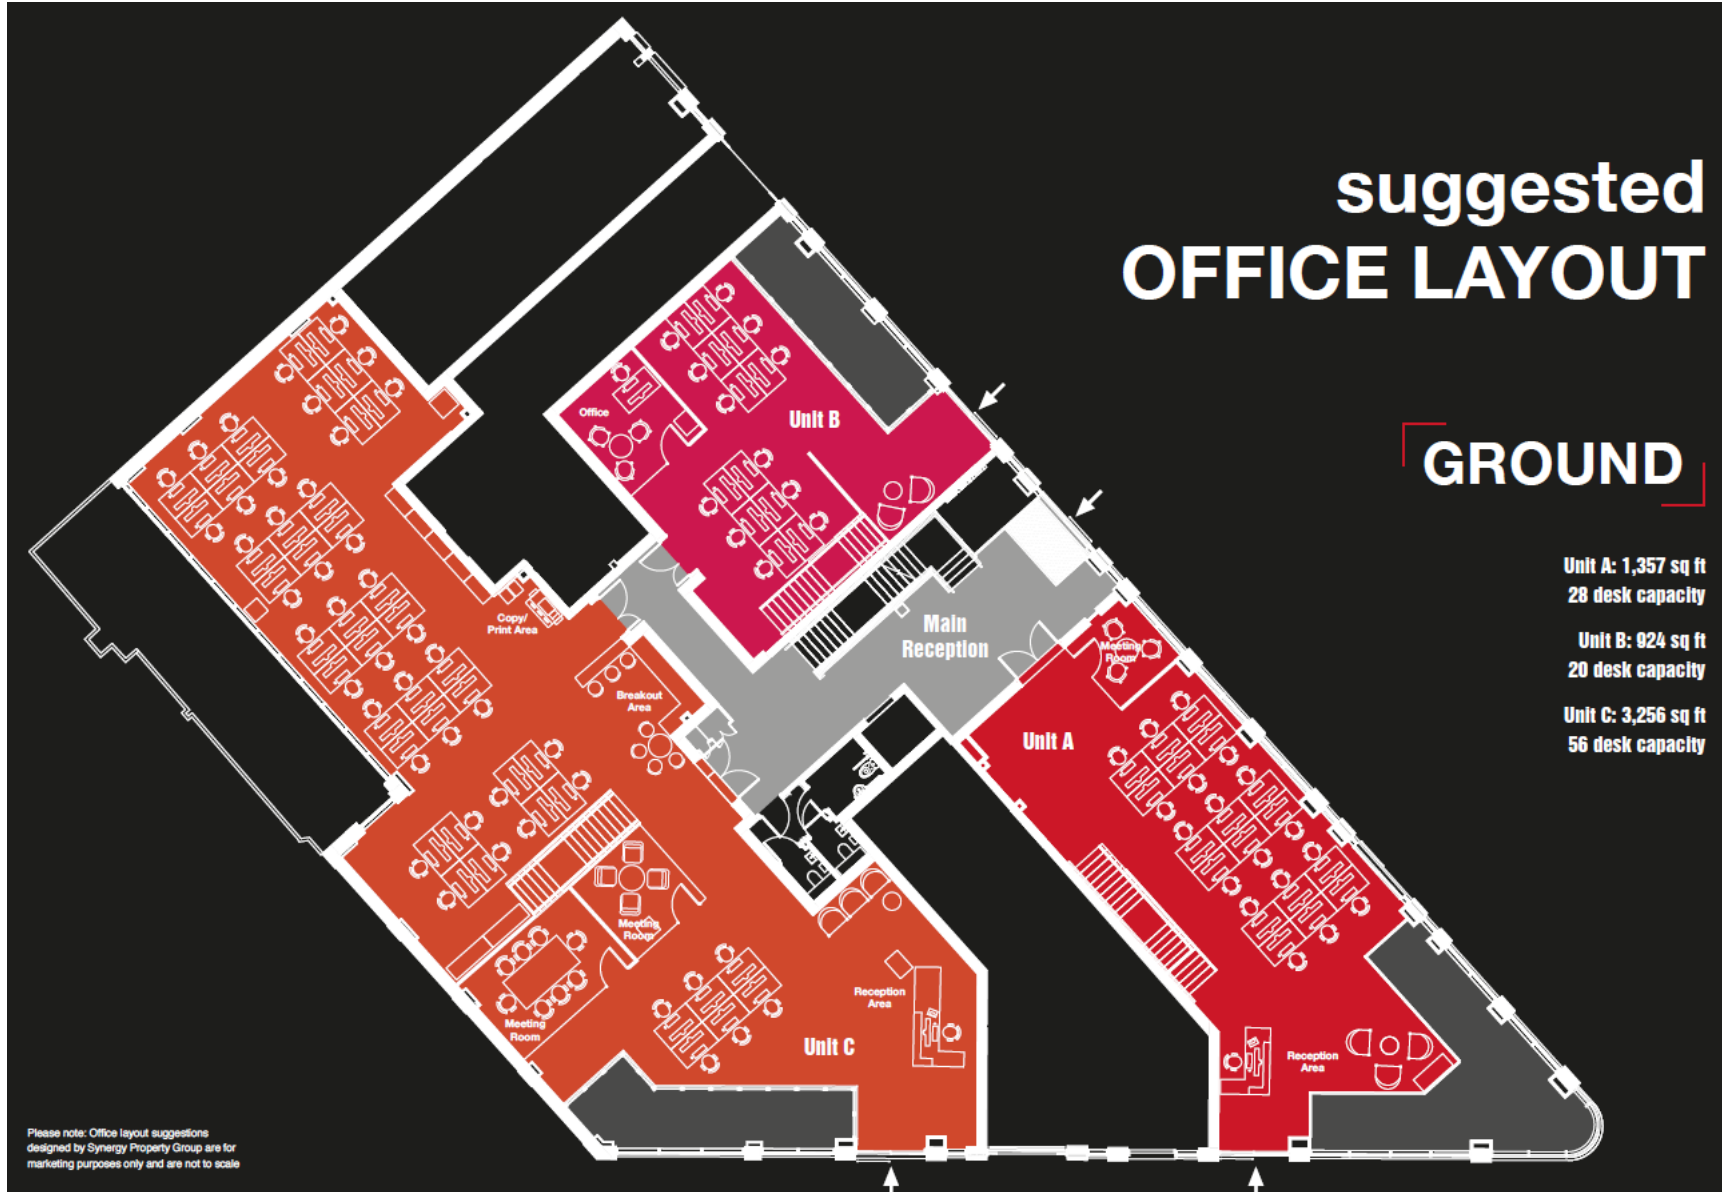 suggested
OFFICE LAYOUT
GROUND
Unit A: 1,357 sq ft
28 desk capacity
Unit B: 924 sq ft
20 desk capacity
Unit C: 3,256 sq ft
56 desk capacity
Office
Unit B
Copy/
Print Area
Main
Reception
Meeting
Room
Breakout
Area
Unit A
Meeting
Room
Reception
Area
Meeting
Room
Unit C
Reception
Area
Please note: Office layout suggestions
designed by Synergy Property Group are for
marketing purposes only and are not to scale